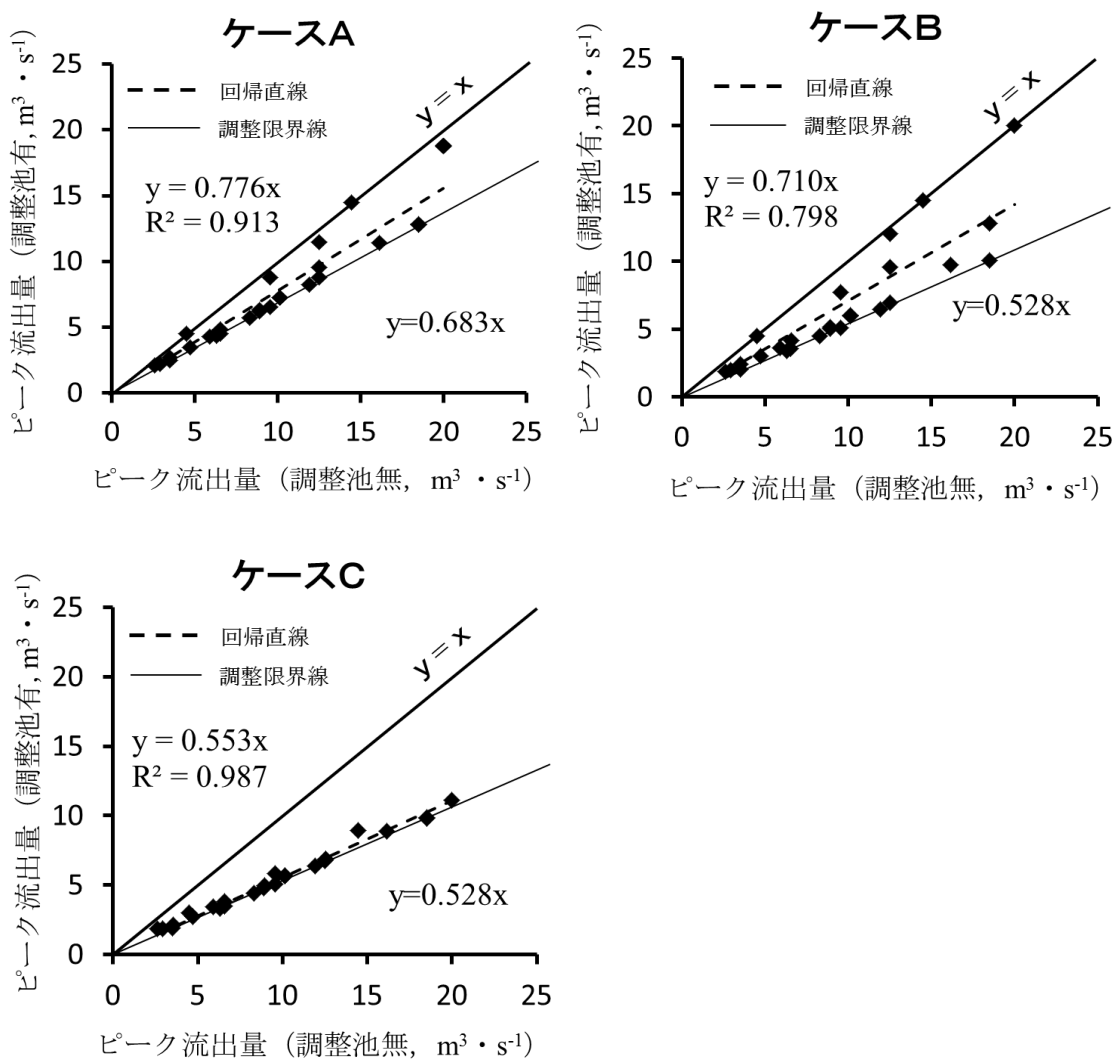 ケースA
25
20
15
10
5
0
0 5 10 15 20 25
回帰直線
調整限界線
y = x
y = 0.776x
R² = 0.913
y=0.683x
ピーク流出量（調整池有, m³・s⁻¹）
ピーク流出量（調整池無, m³・s⁻¹）
ケースB
25
20
15
10
5
0
0 5 10 15 20 25
回帰直線
調整限界線
y = x
y = 0.710x
R² = 0.798
y=0.528x
ピーク流出量（調整池有, m³・s⁻¹）
ピーク流出量（調整池無, m³・s⁻¹）
ケースC
25
20
15
10
5
0
0 5 10 15 20 25
回帰直線
調整限界線
y = x
y = 0.553x
R² = 0.987
y=0.528x
ピーク流出量（調整池有, m³・s⁻¹）
ピーク流出量（調整池無, m³・s⁻¹）